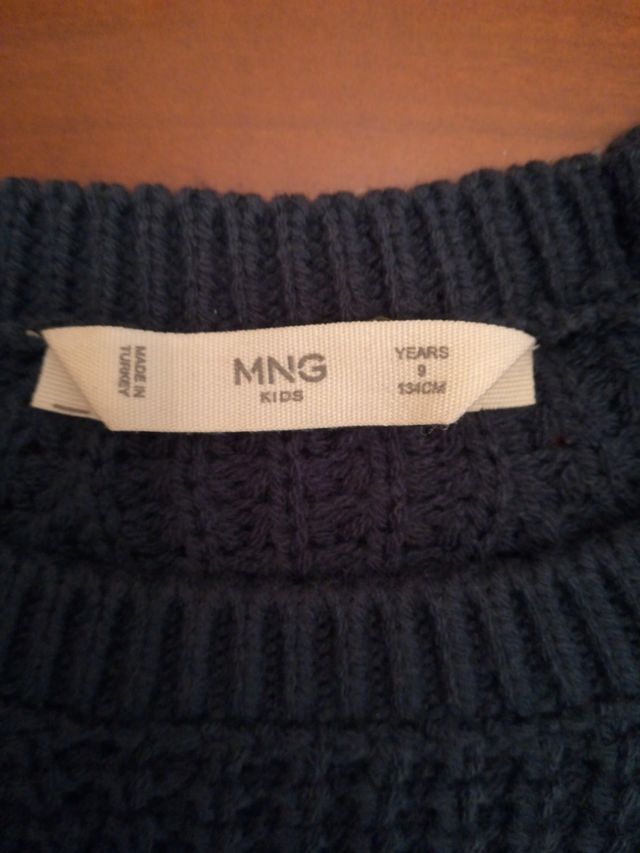 MADE IN
TURKEY
MNG
KIDS
YEARS
9
134CM